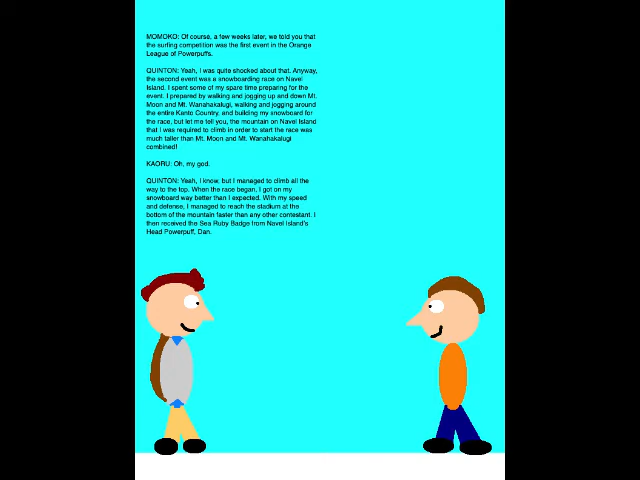 MOMOKO: Of course, a few weeks later, we told you that
the surfing competition was the first event in the Orange
League of Powerpuffs.
QUINTON: Yeah, I was quite shocked about that. Anyway,
the second event was a snowboarding race on Navel
Island. I spent some of my spare time preparing for the
event. I prepared by walking and jogging up and down Mt.
Moon and Mt. Wanahakalugi, walking and jogging around
the entire Kanto Country, and building my snowboard for
the race, but let me tell you, the mountain on Navel Island
that I was required to climb in order to start the race was
much taller than Mt. Moon and Mt. Wanahakalugi
combined!
KAORU: Oh, my god.
QUINTON: Yeah, I know, but I managed to climb all the
way to the top. When the race began, I got on my
snowboard way better than I expected. With my speed
and defense, I managed to reach the stadium at the
bottom of the mountain faster than any other contestant. I
then received the Sea Ruby Badge from Navel Island's
Head Powerpuff, Dan.